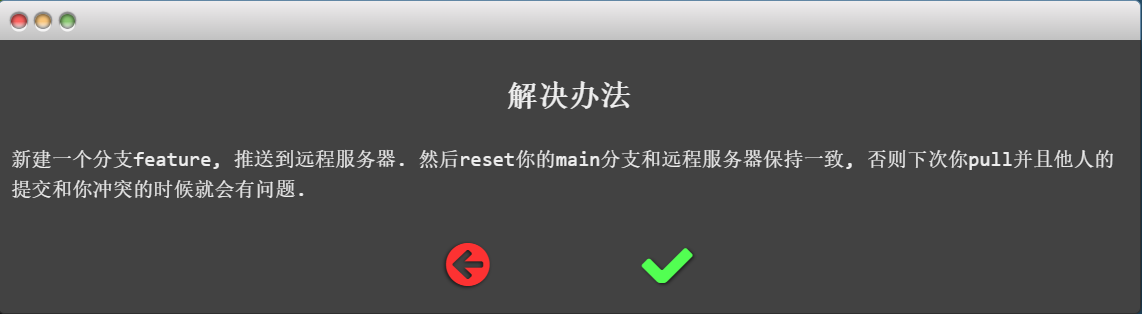 解决办法
新建一个分支feature, 推送到远程服务器. 然后reset你的main分支和远程服务器保持一致, 否则下次你pull并且他人的
提交和你冲突的时候就会有问题.